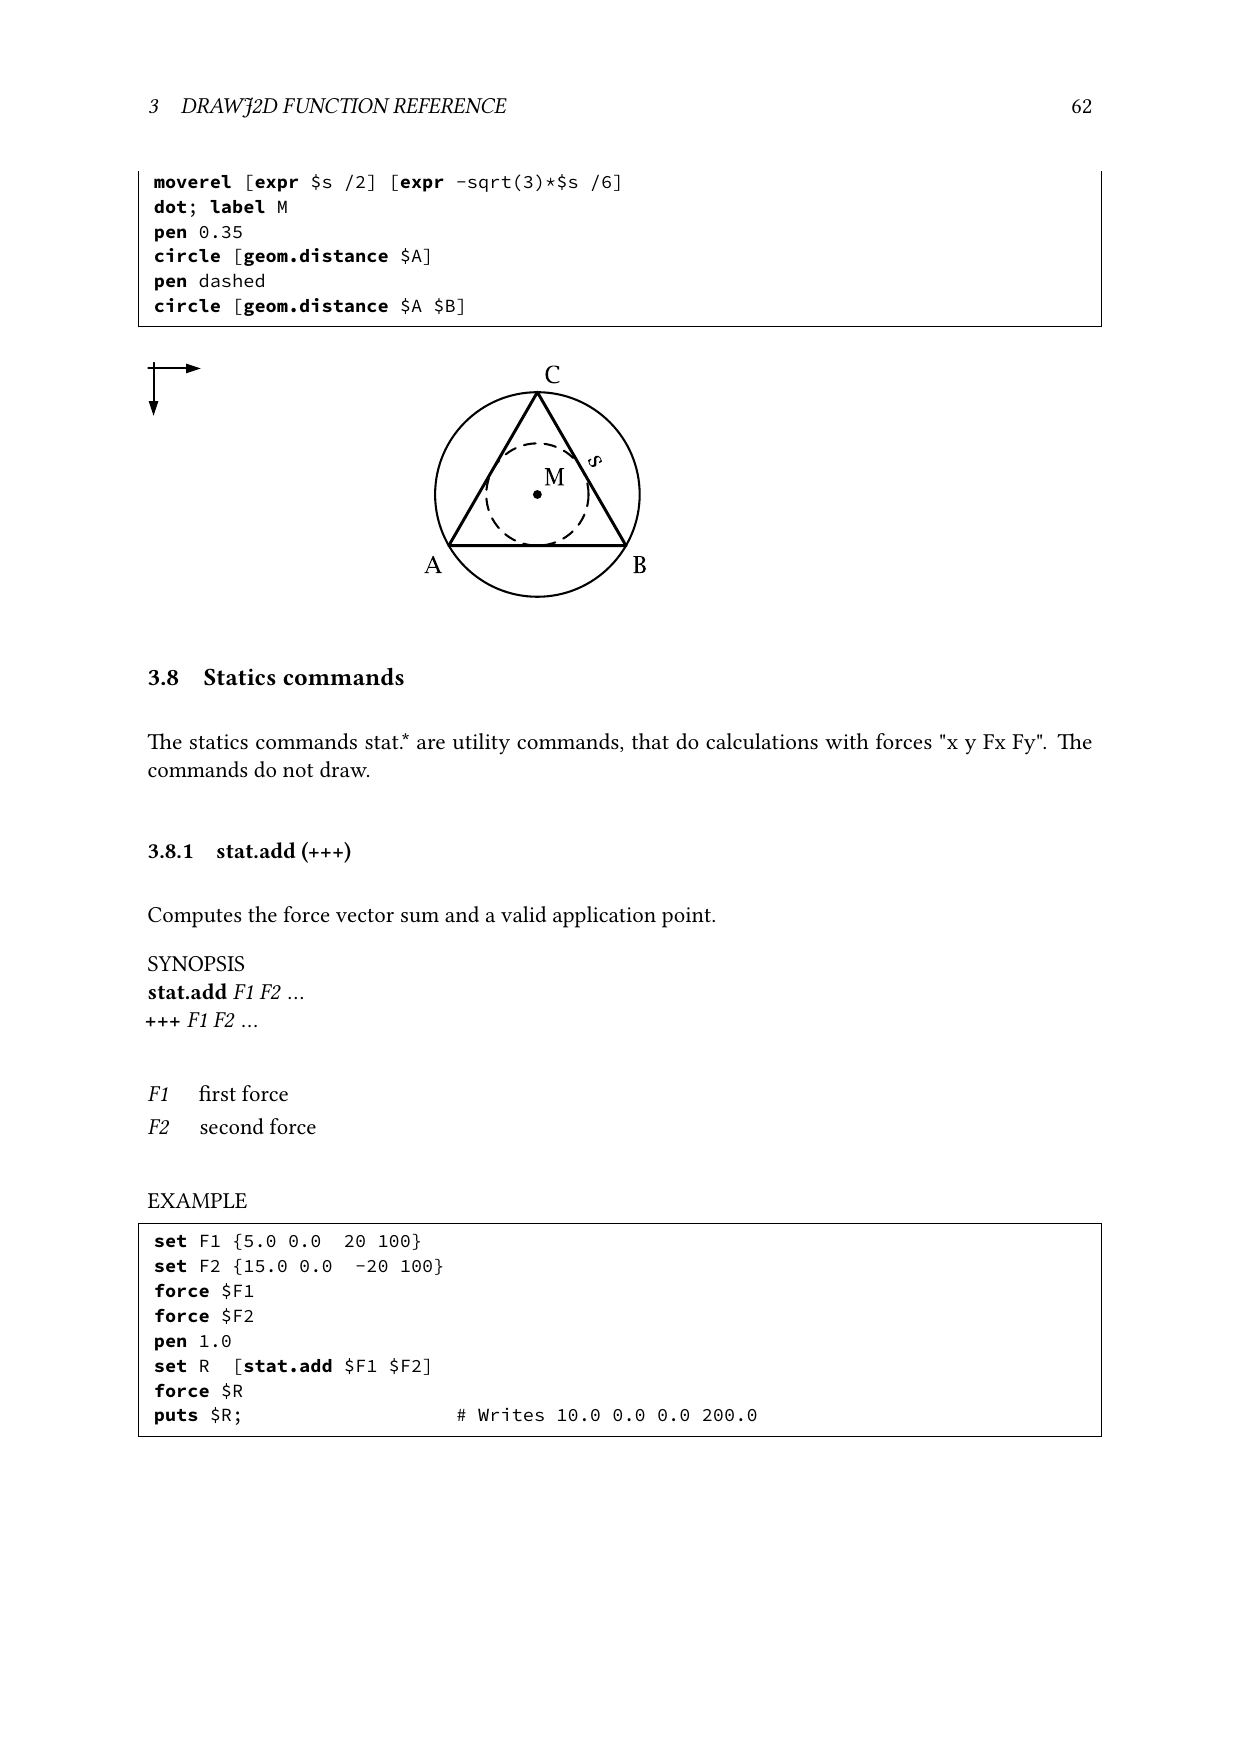 3 DRAWJ2D FUNCTION REFERENCE 62
moverel [expr $s /2] [expr -sqrt(3)*$s /6]
dot; label M
pen 0.35
circle [geom.distance $A]
pen dashed
circle [geom.distance $A $B]
C
s
M
A
B
3.8 Statics commands
The statics commands stat.* are utility commands, that do calculations with forces "x y Fx Fy". The
commands do not draw.
3.8.1 stat.add (+++)
Computes the force vector sum and a valid application point.
SYNOPSIS
stat.add F1 F2 ...
+++ F1 F2 ...
F1 first force
F2 second force
EXAMPLE
set F1 {5.0 0.0  20 100}
set F2 {15.0 0.0  -20 100}
force $F1
force $F2
pen 1.0
set R  [stat.add $F1 $F2]
force $R
puts $R; # Writes 10.0 0.0 0.0 200.0